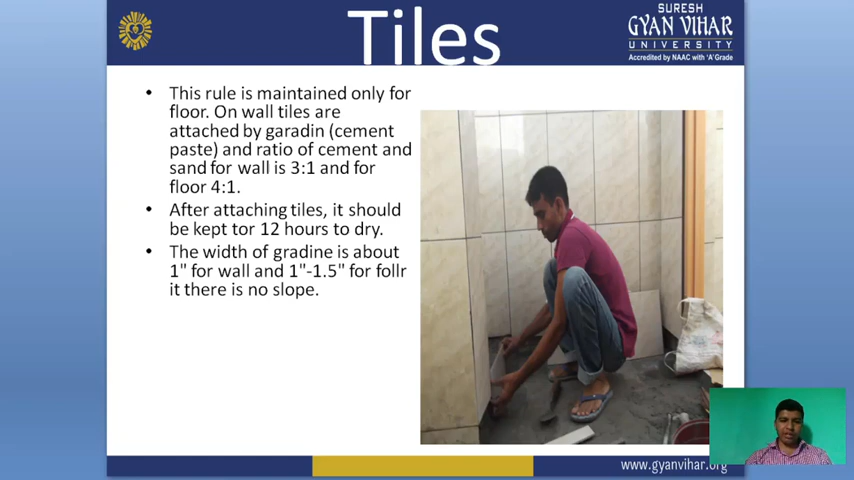 Tiles
SURESH
GYAN VIHAR
UNIVERSITY
Accredited by NAAC with 'A' Grade
• This rule is maintained only for
floor. On wall tiles are
attached by garadin (cement
paste) and ratio of cement and
sand for wall is 3:1 and for
floor 4:1.
• After attaching tiles, it should
be kept tor 12 hours to dry.
• The width of gradine is about
1" for wall and 1"-1.5" for follr
it there is no slope.
www.gyanvihar.org